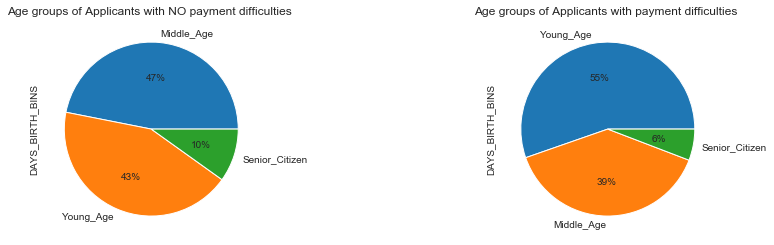 Age groups of Applicants with NO payment difficulties
Middle_Age
47%
DAYS_BIRTH_BINS
10%
Senior_Citizen
43%
Young_Age
Age groups of Applicants with payment difficulties
Young_Age
55%
DAYS_BIRTH_BINS
6%
Senior_Citizen
39%
Middle_Age